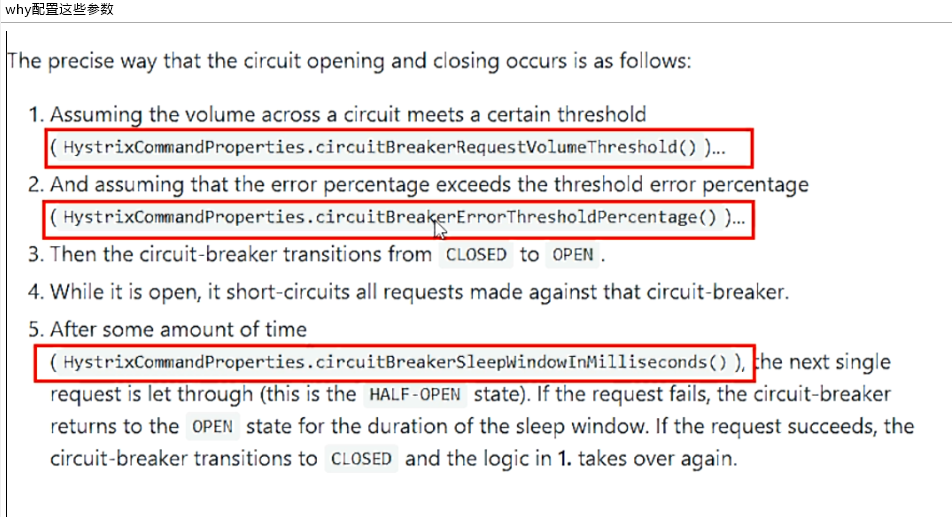 why配置这些参数
The precise way that the circuit opening and closing occurs is as follows:
1. Assuming the volume across a circuit meets a certain threshold
( HystrixCommandProperties.circuitBreakerRequestVolumeThreshold() )...
2. And assuming that the error percentage exceeds the threshold error percentage
( HystrixCommandProperties.circuitBreakerErrorThresholdPercentage() )...
3. Then the circuit-breaker transitions from CLOSED to OPEN .
4. While it is open, it short-circuits all requests made against that circuit-breaker.
5. After some amount of time
( HystrixCommandProperties.circuitBreakerSleepWindowInMilliseconds() ), the next single
request is let through (this is the HALF-OPEN state). If the request fails, the circuit-breaker
returns to the OPEN state for the duration of the sleep window. If the request succeeds, the
circuit-breaker transitions to CLOSED and the logic in 1. takes over again.